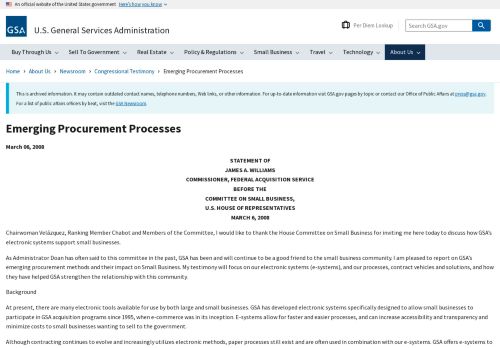 An official website of the United States government Here's how you know
GSA U.S. General Services Administration
Per Diem Lookup
Search GSA.gov
Buy Through Us Sell To Government Real Estate Policy & Regulations Small Business Travel Technology About Us
Home › About Us › Newsroom › Congressional Testimony › Emerging Procurement Processes
This is archived information. It may contain outdated contact names, telephone numbers, Web links, or other information. For up-to-date information visit GSA.gov pages by topic or contact our Office of Public Affairs at press@gsa.gov.
For a list of public affairs officers by beat, visit the GSA Newsroom.
Emerging Procurement Processes
March 06, 2008
STATEMENT OF
JAMES A. WILLIAMS
COMMISSIONER, FEDERAL ACQUISITION SERVICE
BEFORE THE
COMMITTEE ON SMALL BUSINESS,
U.S. HOUSE OF REPRESENTATIVES
MARCH 6, 2008
Chairwoman Velázquez, Ranking Member Chabot and Members of the Committee, I would like to thank the House Committee on Small Business for inviting me here today to discuss how GSA's
electronic systems support small businesses.
As Administrator Doan has often said to this committee in the past, GSA has been and will continue to be a good friend to the small business community. I am pleased to report on GSA's
emerging procurement methods and their impact on Small Business. My testimony will focus on our electronic systems (e-systems), and our processes, contract vehicles and solutions, and how
they have helped GSA strengthen the relationship with this community.
Background
At present, there are many electronic tools available for use by both large and small businesses. GSA has developed electronic systems specifically designed to allow small businesses to
participate in GSA acquisition programs since 1995, when e-commerce was in its inception. E-systems allow for faster and easier processes, and can increase accessibility and transparency and
minimize costs to small businesses wanting to sell to the government.
Although contracting continues to evolve and increasingly utilizes electronic methods, paper processes still exist and are often used in combination with our e-systems. GSA offers e-systems to